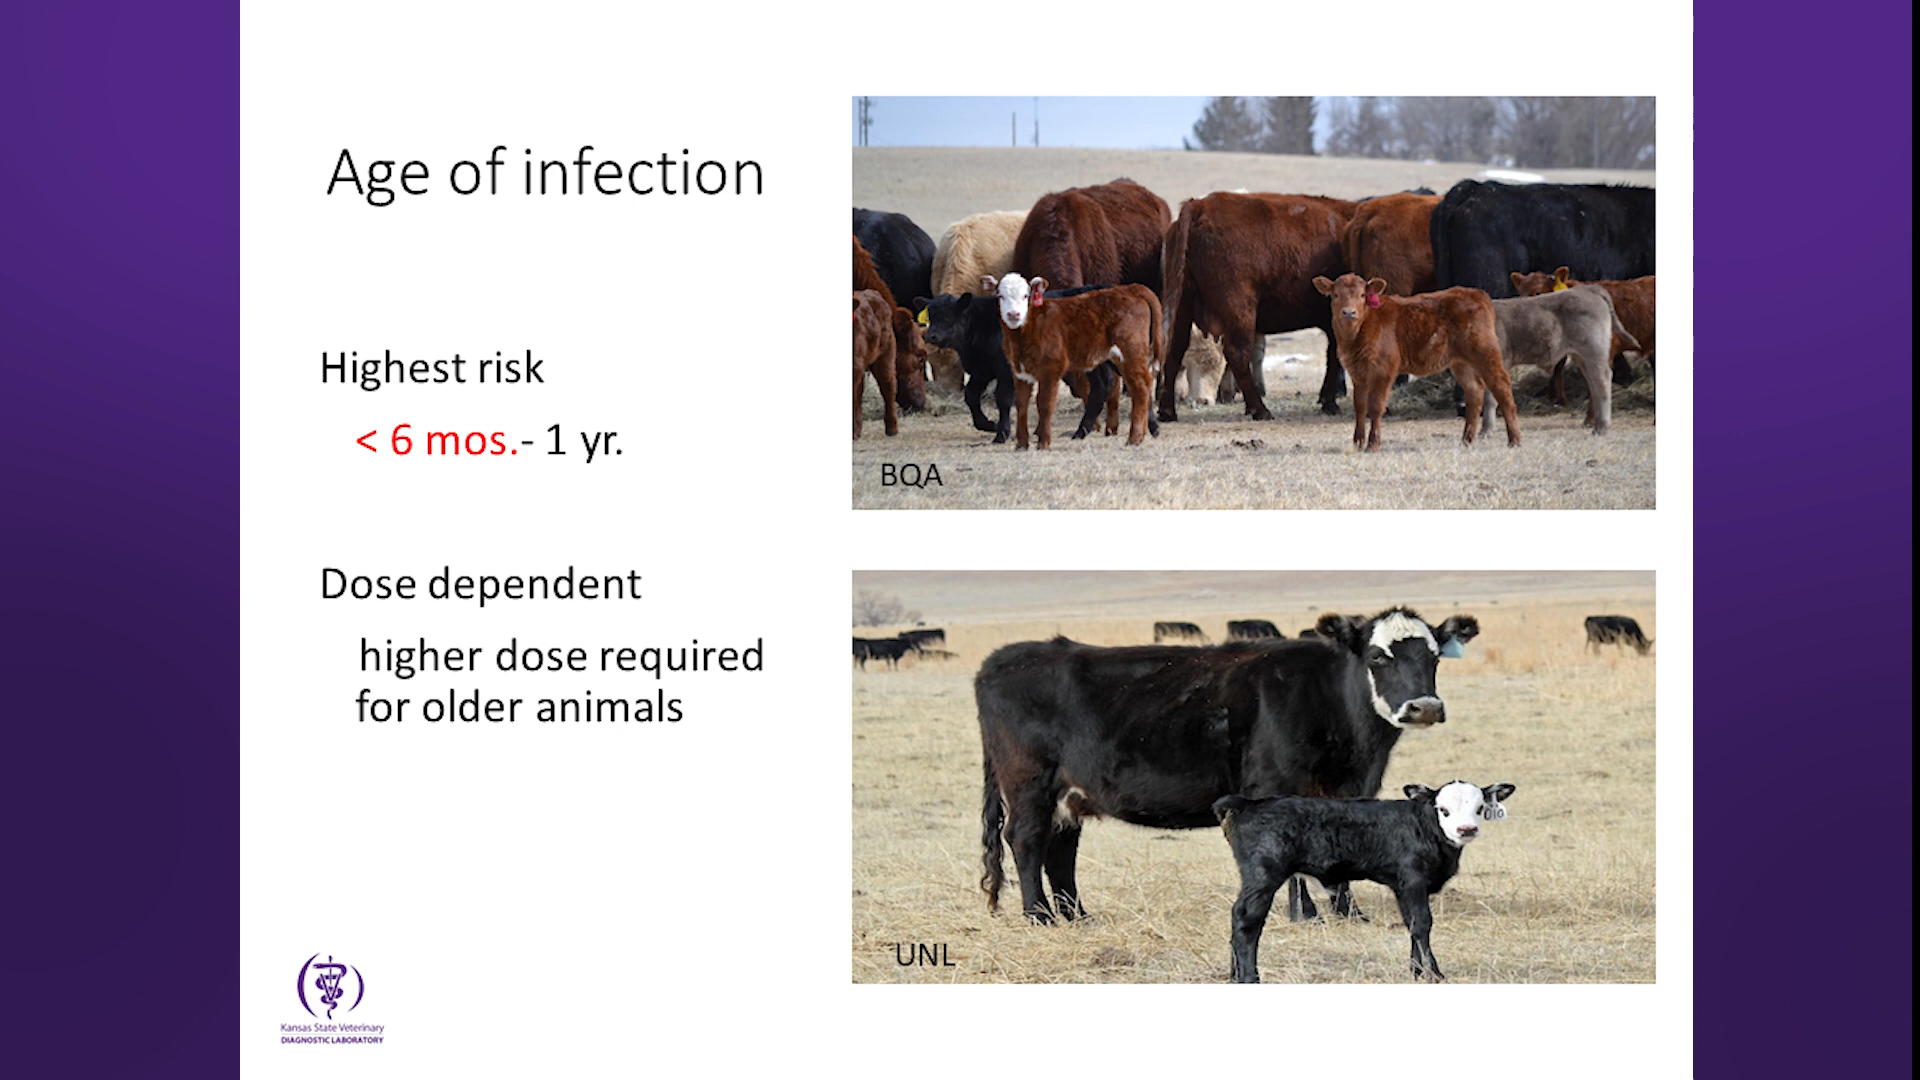 Age of infection
Highest risk
< 6 mos.- 1 yr.
Dose dependent
higher dose required
for older animals
BQA
UNL
010
Kansas State Veterinary
DIAGNOSTIC LABORATORY